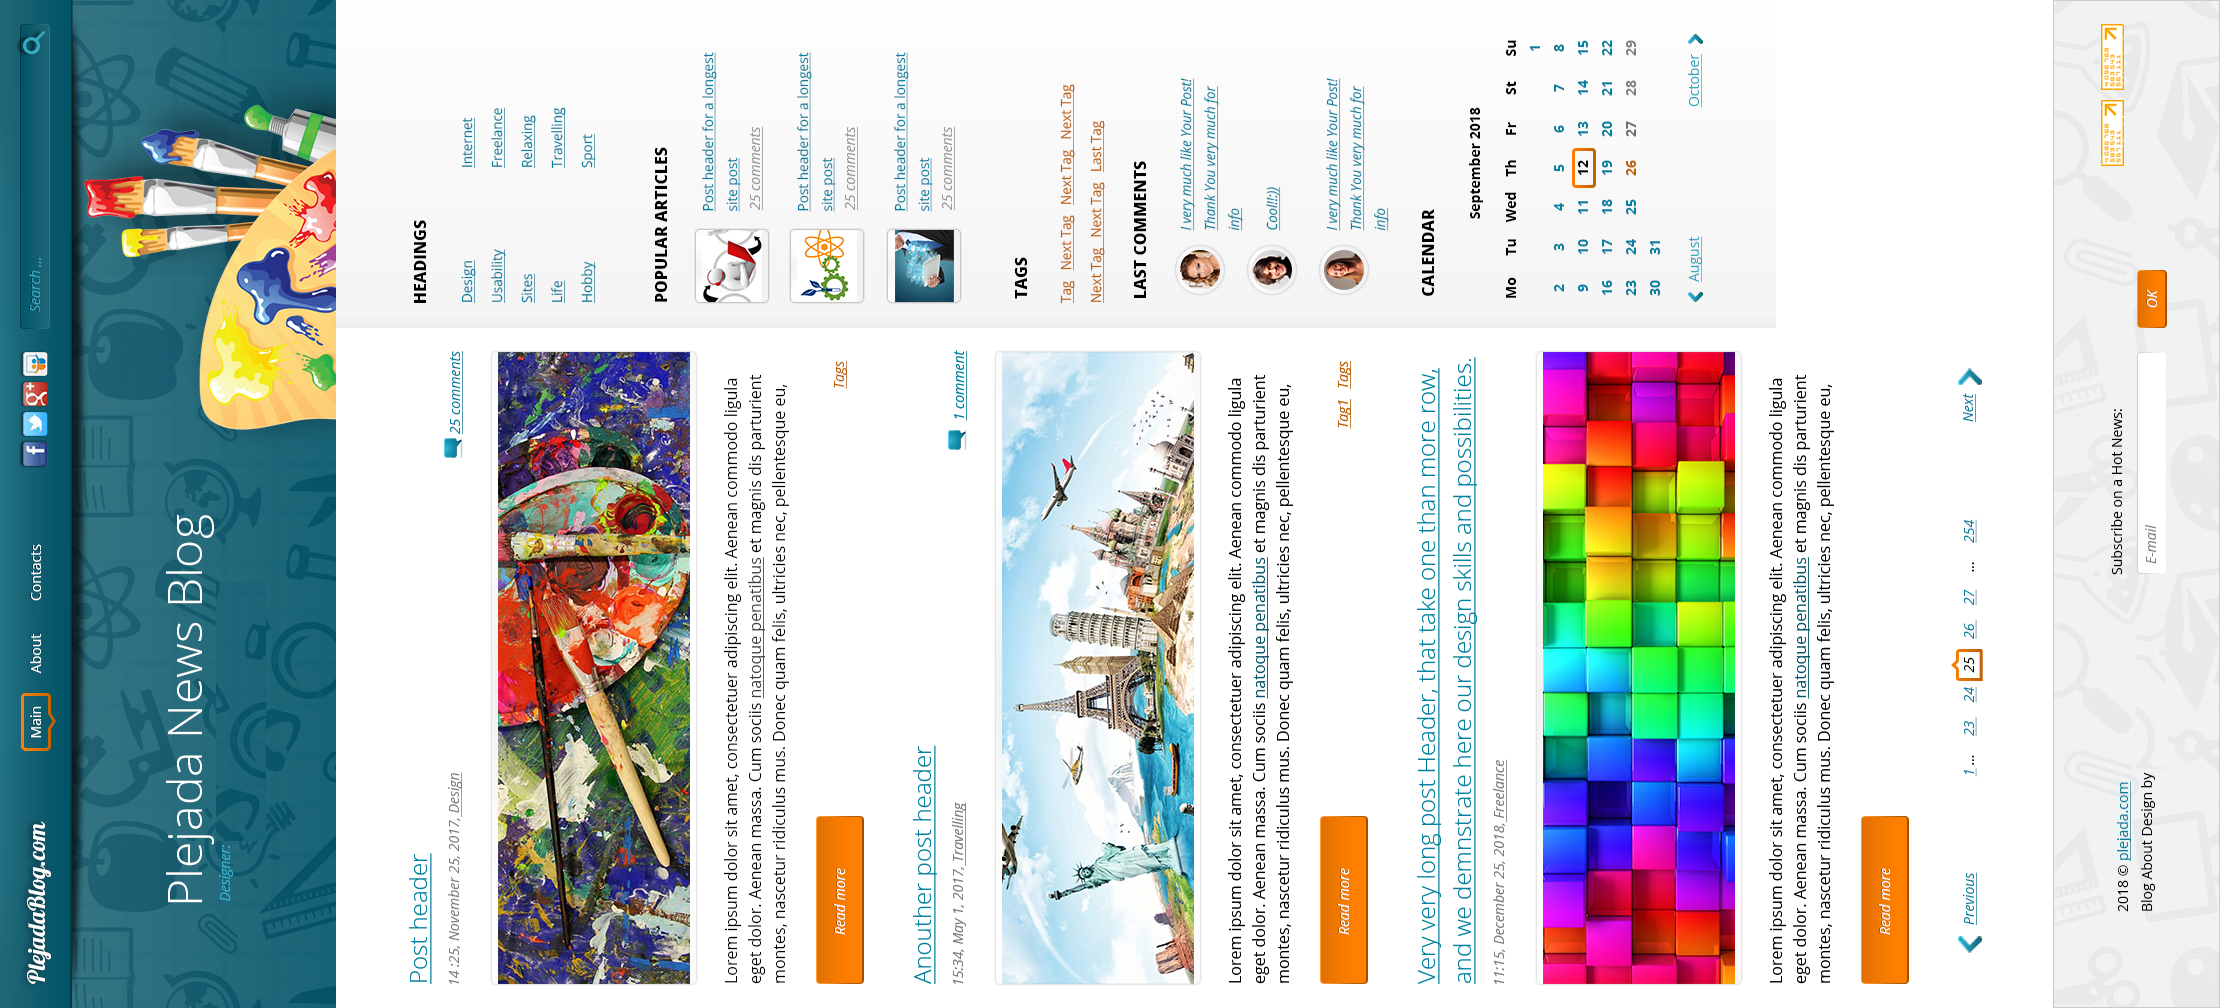 PlejadaBlog.com
Main
About
Contacts
Search ...
Plejada News Blog
Designer:
Post header
14:25, November 25, 2017, Design
25 comments
Lorem ipsum dolor sit amet, consectetuer adipiscing elit. Aenean commodo ligula
eget dolor. Aenean massa. Cum sociis natoque penatibus et magnis dis parturient
montes, nascetur ridiculus mus. Donec quam felis, ultricies nec, pellentesque eu,
Read more
Tags
Anouther post header
15:34, May 1, 2017, Travelling
1 comment
Lorem ipsum dolor sit amet, consectetuer adipiscing elit. Aenean commodo ligula
eget dolor. Aenean massa. Cum sociis natoque penatibus et magnis dis parturient
montes, nascetur ridiculus mus. Donec quam felis, ultricies nec, pellentesque eu,
Read more
Tag1 Tags
Very very long post Header, that take one than more row,
and we demnstrate here our design skills and possibilities.
11:15, December 25, 2018, Freelance
Lorem ipsum dolor sit amet, consectetuer adipiscing elit. Aenean commodo ligula
eget dolor. Aenean massa. Cum sociis natoque penatibus et magnis dis parturient
montes, nascetur ridiculus mus. Donec quam felis, ultricies nec, pellentesque eu,
Read more
Previous
1 ... 23 24 25 26 27 ... 254
Next
HEADINGS
Design Internet
Usability Freelance
Sites Relaxing
Life Travelling
Hobby Sport
POPULAR ARTICLES
Post header for a longest
site post
25 comments
Post header for a longest
site post
25 comments
Post header for a longest
site post
25 comments
TAGS
Tag Next Tag Next Tag Next Tag
Next Tag Next Tag Last Tag
LAST COMMENTS
I very much like Your Post!
Thank You very much for
info
Cool!!:))
I very much like Your Post!
Thank You very much for
info
CALENDAR
September 2018
Mo Tu Wed Th Fr St Su
1
2 3 4 5 6 7 8
9 10 11 12 13 14 15
16 17 18 19 20 21 22
23 24 25 26 27 28 29
30 31
August October
2018 © plejada.com
Blog About Design by
Subscribe on a Hot News:
E-mail
OK